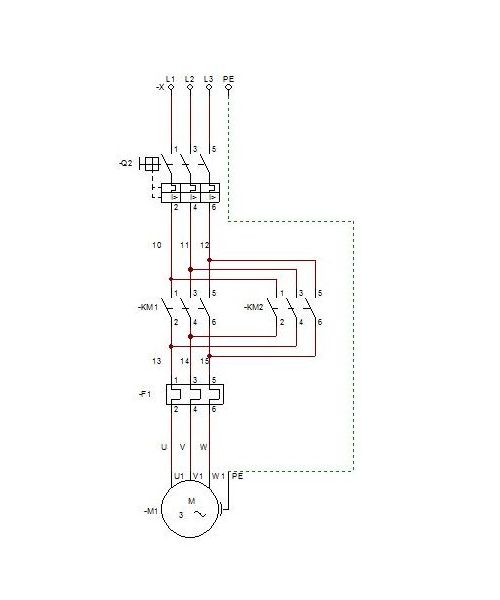 L1 L2 L3 PE
-X
1 3 5
-Q2
I> I> I>
2 4 6
10 11 12
1 3 5 1 3 5
-KM1 -KM2
2 4 6 2 4 6
13 14 15
1 3 5
-F1
2 4 6
U V W
U1 V1 W1 PE
M
-M1 3